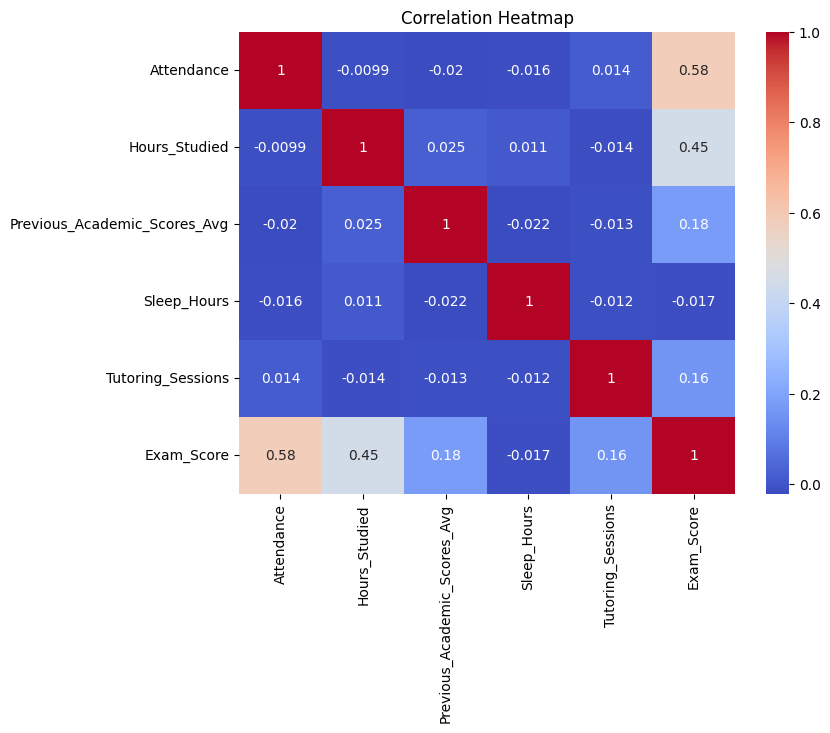 Correlation Heatmap
Attendance 1 -0.0099 -0.02 -0.016 0.014 0.58
Hours_Studied -0.0099 1 0.025 0.011 -0.014 0.45
Previous_Academic_Scores_Avg -0.02 0.025 1 -0.022 -0.013 0.18
Sleep_Hours -0.016 0.011 -0.022 1 -0.012 -0.017
Tutoring_Sessions 0.014 -0.014 -0.013 -0.012 1 0.16
Exam_Score 0.58 0.45 0.18 -0.017 0.16 1
Attendance
Hours_Studied
Previous_Academic_Scores_Avg
Sleep_Hours
Tutoring_Sessions
Exam_Score
1.0
0.8
0.6
0.4
0.2
0.0